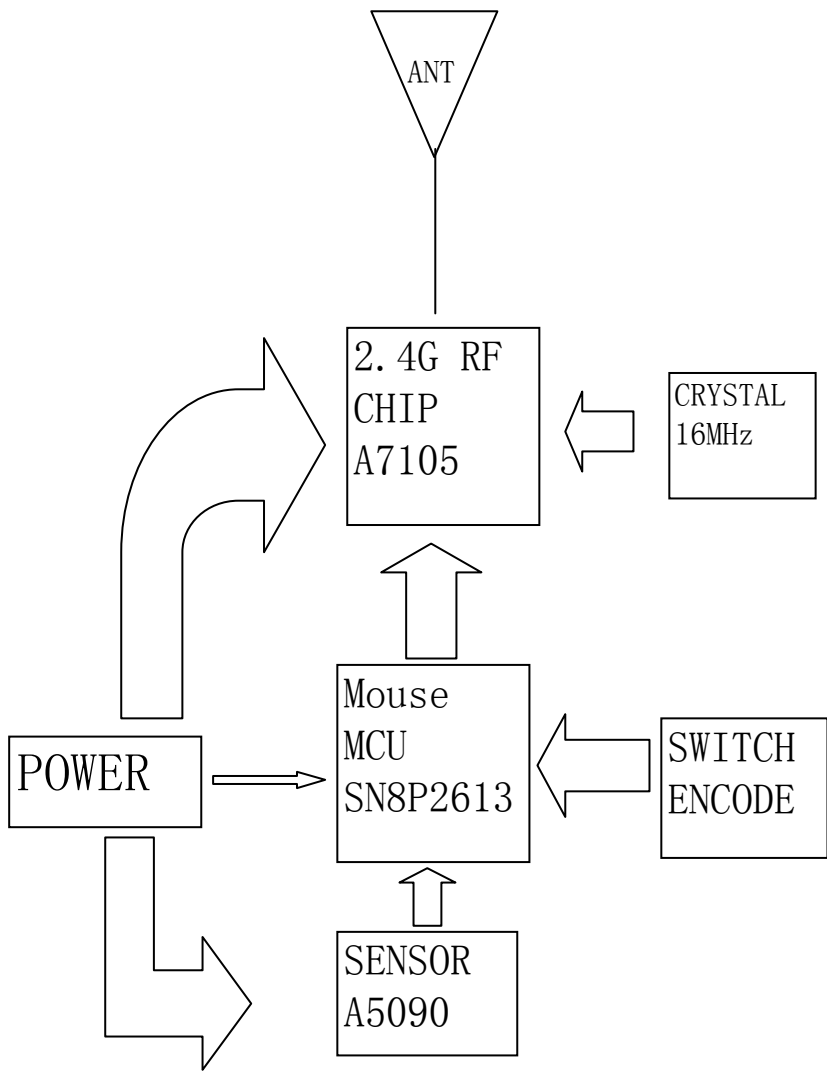 ANT
2.4G RF
CHIP
A7105
CRYSTAL
16MHz
Mouse
MCU
SN8P2613
POWER
SWITCH
ENCODE
SENSOR
A5090